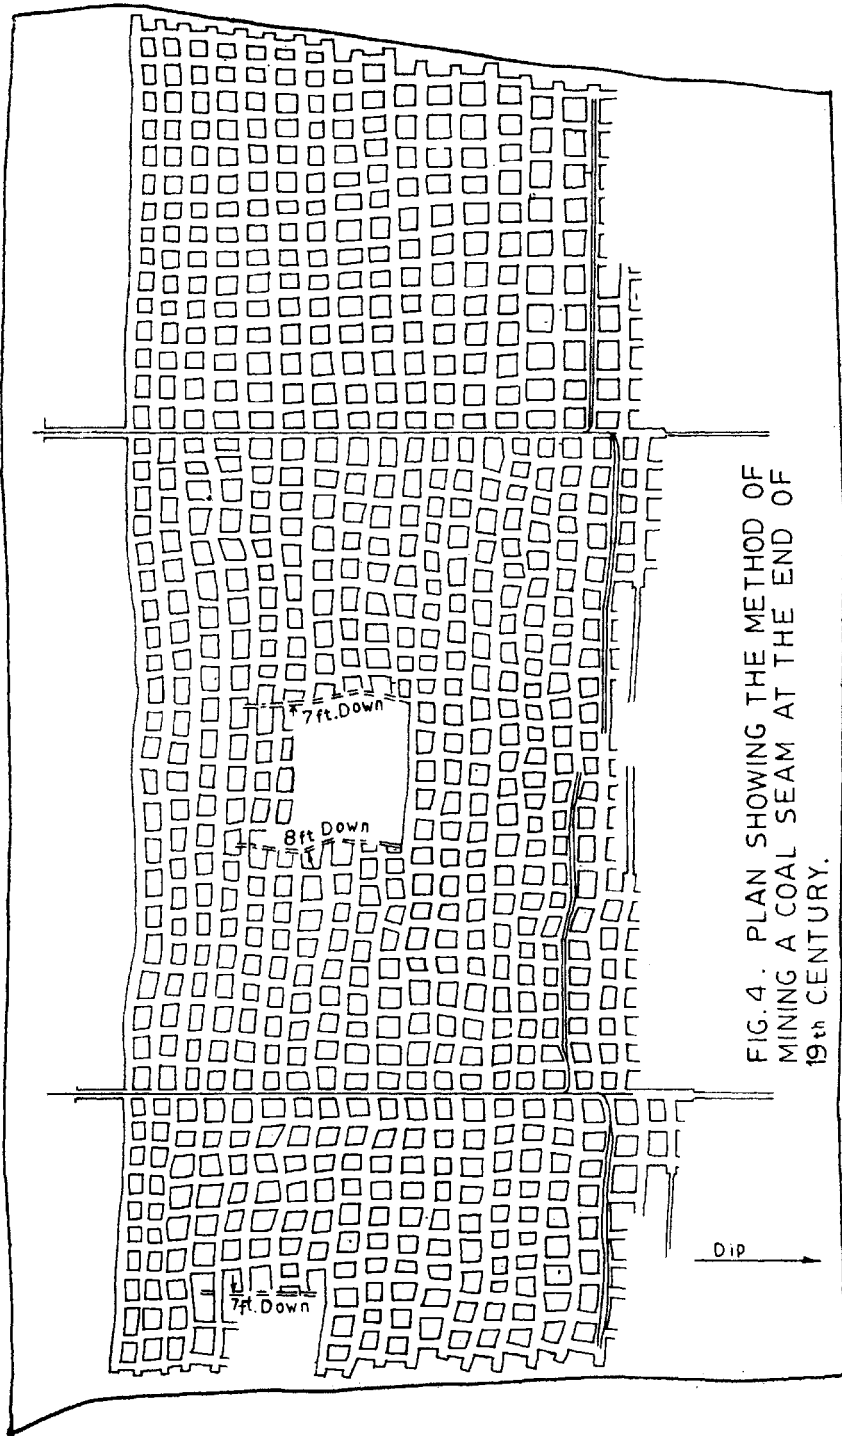 7ft. Down
8ft Down
7ft. Down
Dip
FIG. 4. PLAN SHOWING THE METHOD OF
MINING A COAL SEAM AT THE END OF
19th CENTURY.